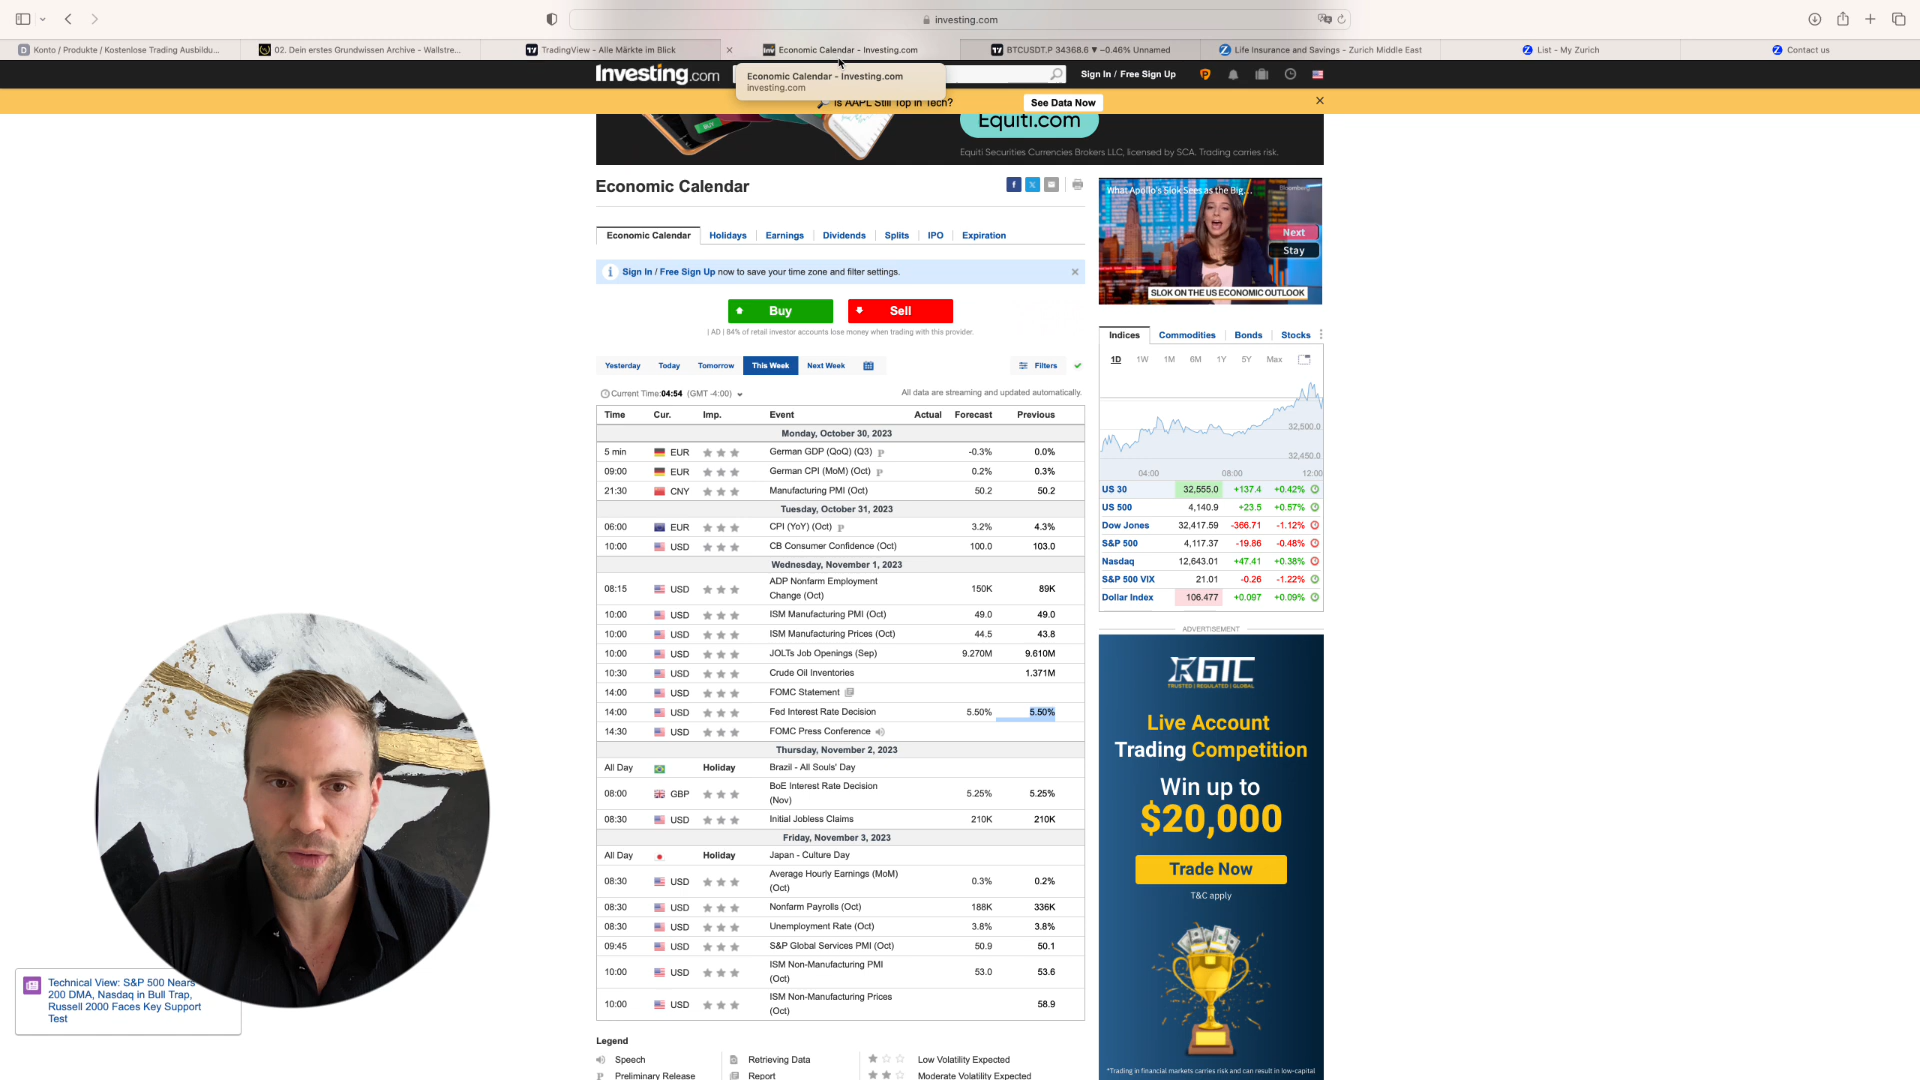 investing.com
Konto / Produkte / Kostenlose Trading Ausbildu...
02. Dein erstes Grundwissen Archive - Wallstre...
TradingView - Alle Märkte im Blick
Economic Calendar - Investing.com
BTCUSDT.P 34368.6 ▼ −0.46% Unnamed
Life Insurance and Savings - Zurich Middle East
List - My Zurich
Contact us
Investing.com
Economic Calendar - Investing.com
investing.com
Sign In / Free Sign Up
Is AAPL Still Top in Tech?
See Data Now
BUY
Equiti.com
Equiti Securities Currencies Brokers LLC, licensed by SCA. Trading carries risk.
Economic Calendar
Economic Calendar Holidays Earnings Dividends Splits IPO Expiration
Sign In / Free Sign Up now to save your time zone and filter settings.
Buy Sell
| AD | 84% of retail investor accounts lose money when trading with this provider.
Yesterday Today Tomorrow This Week Next Week Filters
Current Time:04:54 (GMT -4:00) All data are streaming and updated automatically.
Time Cur. Imp. Event Actual Forecast Previous
Monday, October 30, 2023
5 min EUR German GDP (QoQ) (Q3) P -0.3% 0.0%
09:00 EUR German CPI (MoM) (Oct) P 0.2% 0.3%
21:30 CNY Manufacturing PMI (Oct) 50.2 50.2
Tuesday, October 31, 2023
06:00 EUR CPI (YoY) (Oct) P 3.2% 4.3%
10:00 USD CB Consumer Confidence (Oct) 100.0 103.0
Wednesday, November 1, 2023
08:15 USD ADP Nonfarm Employment 150K 89K
Change (Oct)
10:00 USD ISM Manufacturing PMI (Oct) 49.0 49.0
10:00 USD ISM Manufacturing Prices (Oct) 44.5 43.8
10:00 USD JOLTs Job Openings (Sep) 9.270M 9.610M
10:30 USD Crude Oil Inventories 1.371M
14:00 USD FOMC Statement
14:00 USD Fed Interest Rate Decision 5.50% 5.50%
14:30 USD FOMC Press Conference
Thursday, November 2, 2023
All Day Holiday Brazil - All Souls' Day
08:00 GBP BoE Interest Rate Decision 5.25% 5.25%
(Nov)
08:30 USD Initial Jobless Claims 210K 210K
Friday, November 3, 2023
All Day Holiday Japan - Culture Day
08:30 USD Average Hourly Earnings (MoM) 0.3% 0.2%
(Oct)
08:30 USD Nonfarm Payrolls (Oct) 188K 336K
08:30 USD Unemployment Rate (Oct) 3.8% 3.8%
09:45 USD S&P Global Services PMI (Oct) 50.9 50.1
10:00 USD ISM Non-Manufacturing PMI 53.0 53.6
(Oct)
10:00 USD ISM Non-Manufacturing Prices 58.9
(Oct)
Legend
Speech Retrieving Data Low Volatility Expected
P Preliminary Release Report Moderate Volatility Expected
What Apollo's Slok Sees as the Big...
Bloomberg
Next
Stay
SLOK ON THE US ECONOMIC OUTLOOK
Indices Commodities Bonds Stocks
1D 1W 1M 6M 1Y 5Y Max
32,500.0
32,450.0
04:00 08:00 12:00
US 30 32,555.0 +137.4 +0.42%
US 500 4,140.9 +23.5 +0.57%
Dow Jones 32,417.59 -366.71 -1.12%
S&P 500 4,117.37 -19.86 -0.48%
Nasdaq 12,643.01 +47.41 +0.38%
S&P 500 VIX 21.01 -0.26 -1.22%
Dollar Index 106.477 +0.097 +0.09%
ADVERTISEMENT
GTC
TRUSTED | REGULATED | GLOBAL
Live Account
Trading Competition
Win up to
$20,000
Trade Now
T&C apply
*Trading in financial markets carries risk and can result in low-capital
Technical View: S&P 500 Nears
200 DMA, Nasdaq in Bull Trap,
Russell 2000 Faces Key Support
Test